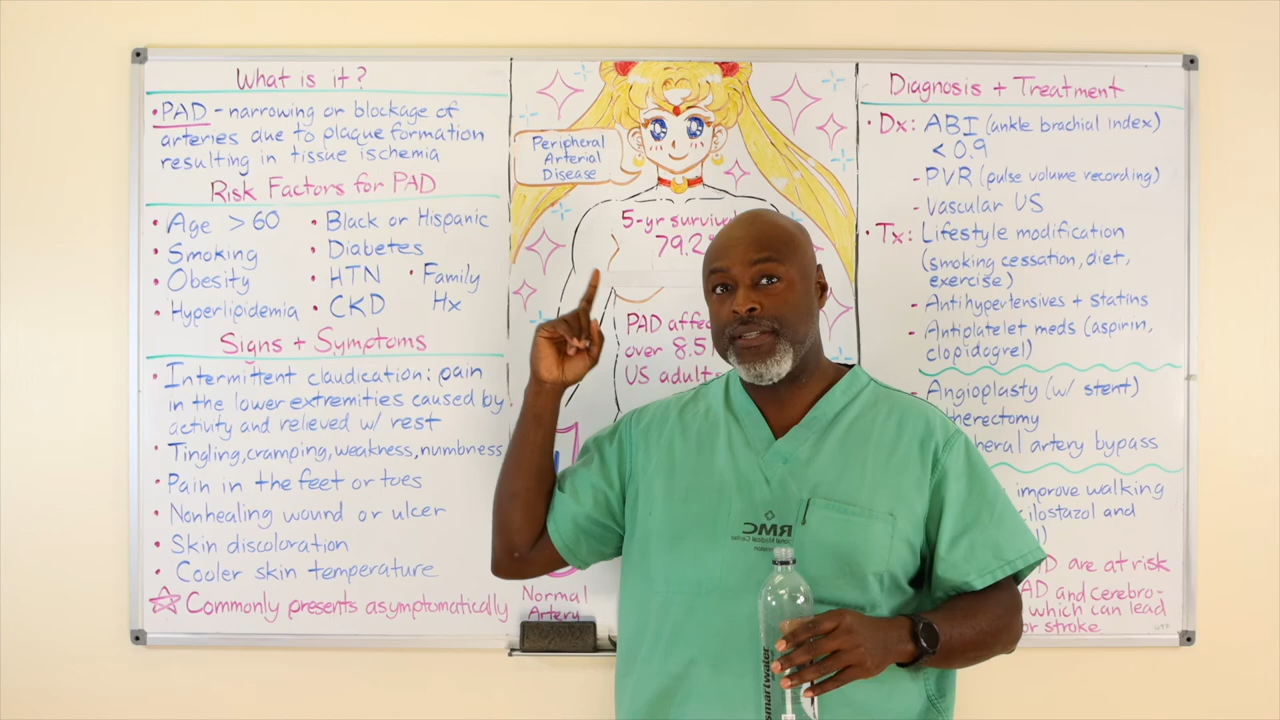 What is it?
• PAD - narrowing or blockage of
arteries due to plaque formation
resulting in tissue ischemia
Risk Factors for PAD
• Age > 60
• Smoking
• Obesity
• Hyperlipidemia
• Black or Hispanic
• Diabetes
• HTN
• CKD
• Family
Hx
Signs + Symptoms
• Intermittent claudication: pain
in the lower extremities caused by
activity and relieved w/ rest
• Tingling, cramping, weakness, numbness
• Pain in the feet or toes
• Nonhealing wound or ulcer
• Skin discoloration
• Cooler skin temperature
☆ Commonly presents asymptomatically
Peripheral
Arterial
Disease
5-yr surviv
79.2
PAD affe
over 8.5
US adults
Normal
Artery
Diagnosis + Treatment
• Dx: ABI (ankle brachial index)
< 0.9
- PVR (pulse volume recording)
- Vascular US
• Tx: Lifestyle modification
(smoking cessation, diet,
exercise)
- Antihypertensives + statins
- Antiplatelet meds (aspirin,
clopidogrel)
- Angioplasty (w/ stent)
therectomy
heral artery bypass
improve walking
cilostazol and
l)
D are at risk
AD and cerebro-
which can lead
or stroke
RMC
onal Medical Center
smartwater